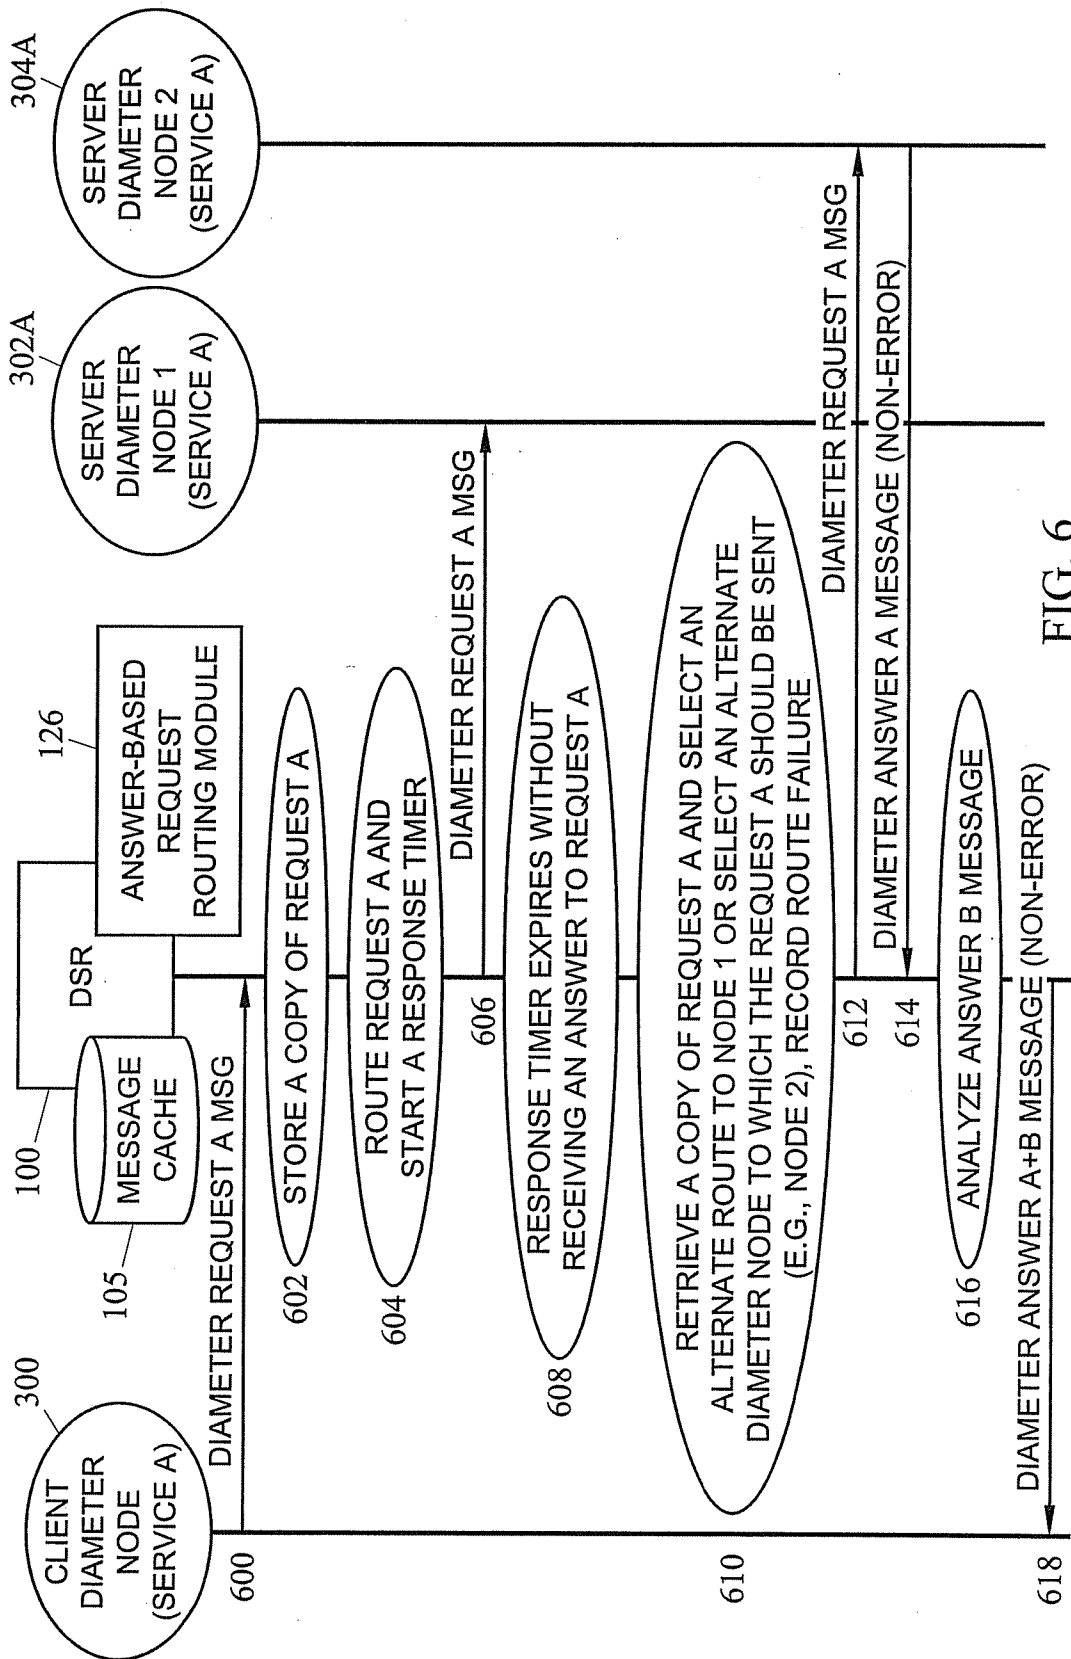 300
CLIENT
DIAMETER
NODE
(SERVICE A)
100
105
MESSAGE
CACHE
DSR
126
ANSWER-BASED
REQUEST
ROUTING MODULE
302A
SERVER
DIAMETER
NODE 1
(SERVICE A)
304A
SERVER
DIAMETER
NODE 2
(SERVICE A)
600
DIAMETER REQUEST A MSG
602
STORE A COPY OF REQUEST A
604
ROUTE REQUEST A AND
START A RESPONSE TIMER
606
DIAMETER REQUEST A MSG
608
RESPONSE TIMER EXPIRES WITHOUT
RECEIVING AN ANSWER TO REQUEST A
610
RETRIEVE A COPY OF REQUEST A AND SELECT AN
ALTERNATE ROUTE TO NODE 1 OR SELECT AN ALTERNATE
DIAMETER NODE TO WHICH THE REQUEST A SHOULD BE SENT
(E.G., NODE 2), RECORD ROUTE FAILURE
612
DIAMETER REQUEST A MSG
614
DIAMETER ANSWER A MESSAGE (NON-ERROR)
616
ANALYZE ANSWER B MESSAGE
618
DIAMETER ANSWER A+B MESSAGE (NON-ERROR)
FIG. 6